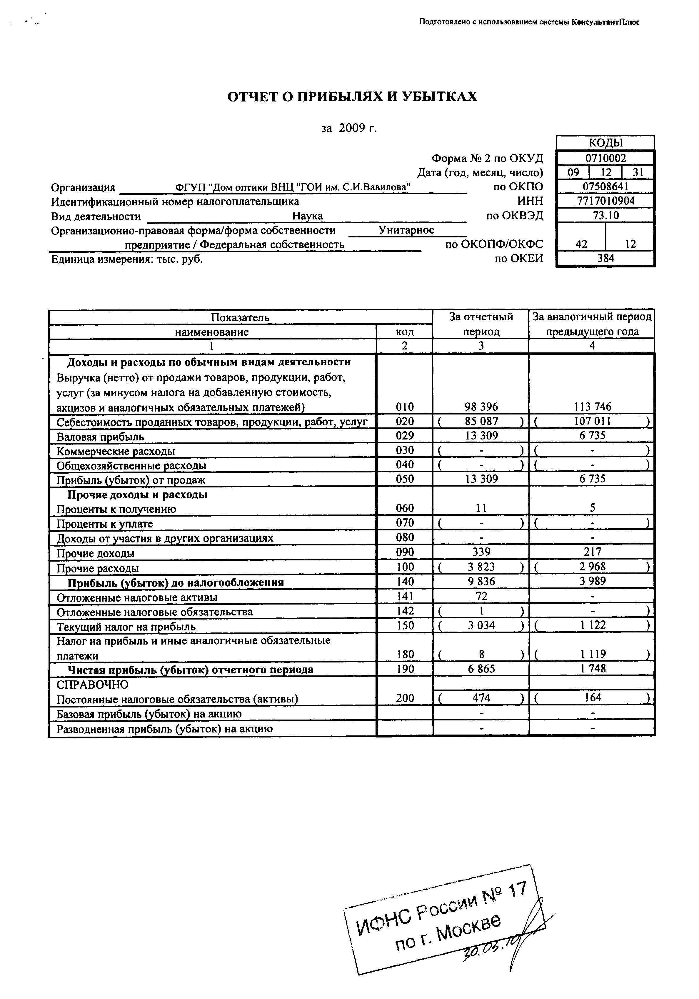 Подготовлено с использованием системы КонсультантПлюс
ОТЧЕТ О ПРИБЫЛЯХ И УБЫТКАХ
за 2009 г.
КОДЫ
Форма № 2 по ОКУД 0710002
Дата (год, месяц, число) 09 12 31
Организация ФГУП "Дом оптики ВНЦ "ГОИ им. С.И.Вавилова" по ОКПО 07508641
Идентификационный номер налогоплательщика ИНН 7717010904
Вид деятельности Наука по ОКВЭД 73.10
Организационно-правовая форма/форма собственности Унитарное
предприятие / Федеральная собственность по ОКОПФ/ОКФС 42 12
Единица измерения: тыс. руб. по ОКЕИ 384
Показатель За отчетный За аналогичный период
наименование код период предыдущего года
1 2 3 4
Доходы и расходы по обычным видам деятельности
Выручка (нетто) от продажи товаров, продукции, работ,
услуг (за минусом налога на добавленную стоимость,
акцизов и аналогичных обязательных платежей) 010 98 396 113 746
Себестоимость проданных товаров, продукции, работ, услуг 020 ( 85 087 ) ( 107 011 )
Валовая прибыль 029 13 309 6 735
Коммерческие расходы 030 ( - ) ( - )
Общехозяйственные расходы 040 ( - ) ( - )
Прибыль (убыток) от продаж 050 13 309 6 735
Прочие доходы и расходы
Проценты к получению 060 11 5
Проценты к уплате 070 ( - ) ( - )
Доходы от участия в других организациях 080 - -
Прочие доходы 090 339 217
Прочие расходы 100 ( 3 823 ) ( 2 968 )
Прибыль (убыток) до налогообложения 140 9 836 3 989
Отложенные налоговые активы 141 72 -
Отложенные налоговые обязательства 142 ( 1 ) - )
Текущий налог на прибыль 150 ( 3 034 ) ( 1 122 )
Налог на прибыль и иные аналогичные обязательные
платежи 180 ( 8 ) ( 1 119 )
Чистая прибыль (убыток) отчетного периода 190 6 865 1 748
СПРАВОЧНО
Постоянные налоговые обязательства (активы) 200 ( 474 ) ( 164 )
Базовая прибыль (убыток) на акцию - -
Разводненная прибыль (убыток) на акцию - -
ИФНС России № 17
по г. Москве
30.03.10